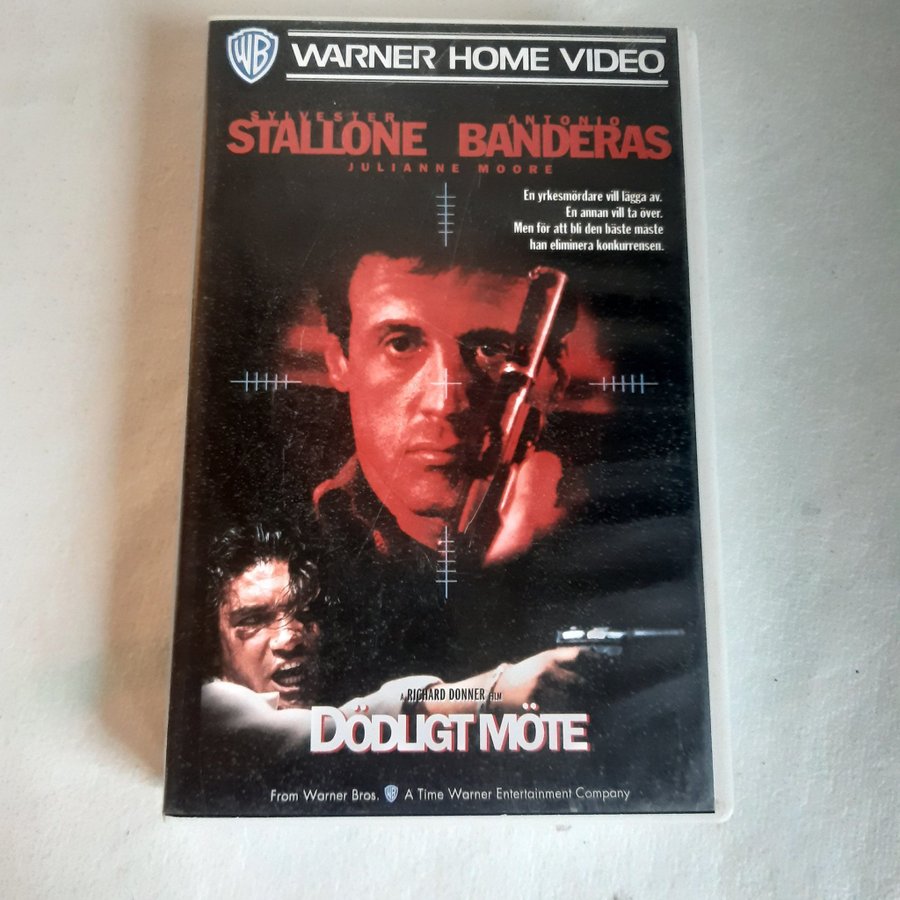 WB WARNER HOME VIDEO
SYLVESTER ANTONIO
STALLONE BANDERAS
JULIANNE MOORE
En yrkesmördare vill lägga av.
En annan vill ta över.
Men för att bli den bäste måste
han eliminera konkurrensen.
A RICHARD DONNER FILM
DÖDLIGT MÖTE
From Warner Bros. WB A Time Warner Entertainment Company